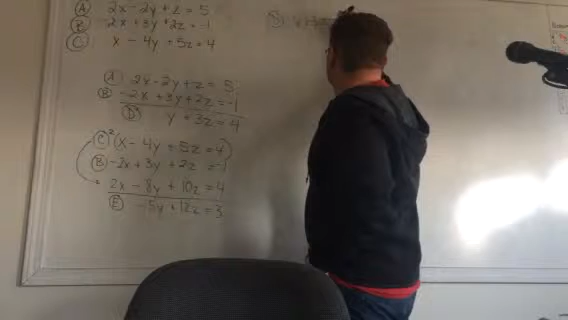 (A) 2x - 2y + z = 5
(B) -2x + 3y + 2z = -1
(C) x - 4y + 5z = 4
(A) 2x - 2y + z = 5
(B) -2x + 3y + 2z = -1
(D) y + 3z = 4
(C) 2(x - 4y + 5z = 4)
(B) -2x + 3y + 2z = -1
2x - 8y + 10z = 4
(E) -5y + 12z = 3